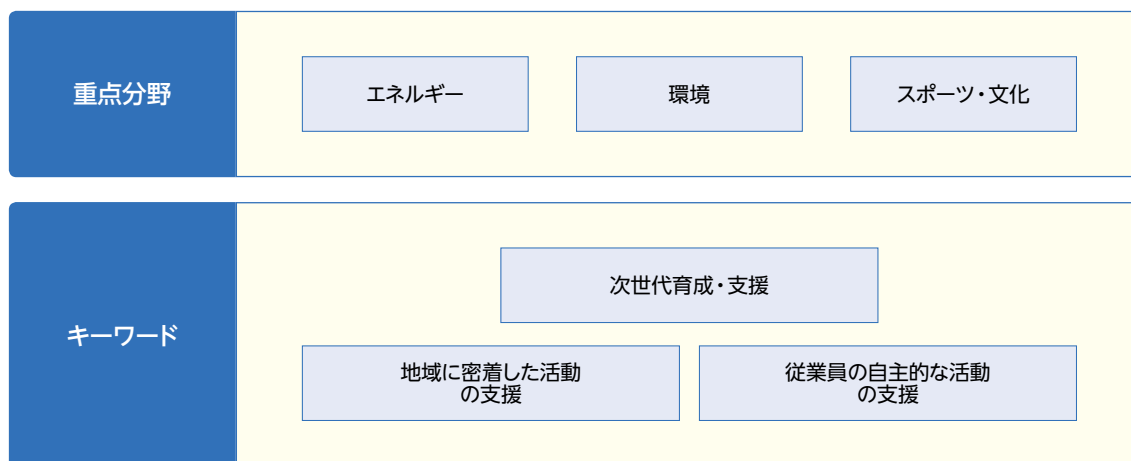 重点分野
エネルギー
環境
スポーツ・文化
キーワード
次世代育成・支援
地域に密着した活動
の支援
従業員の自主的な活動
の支援